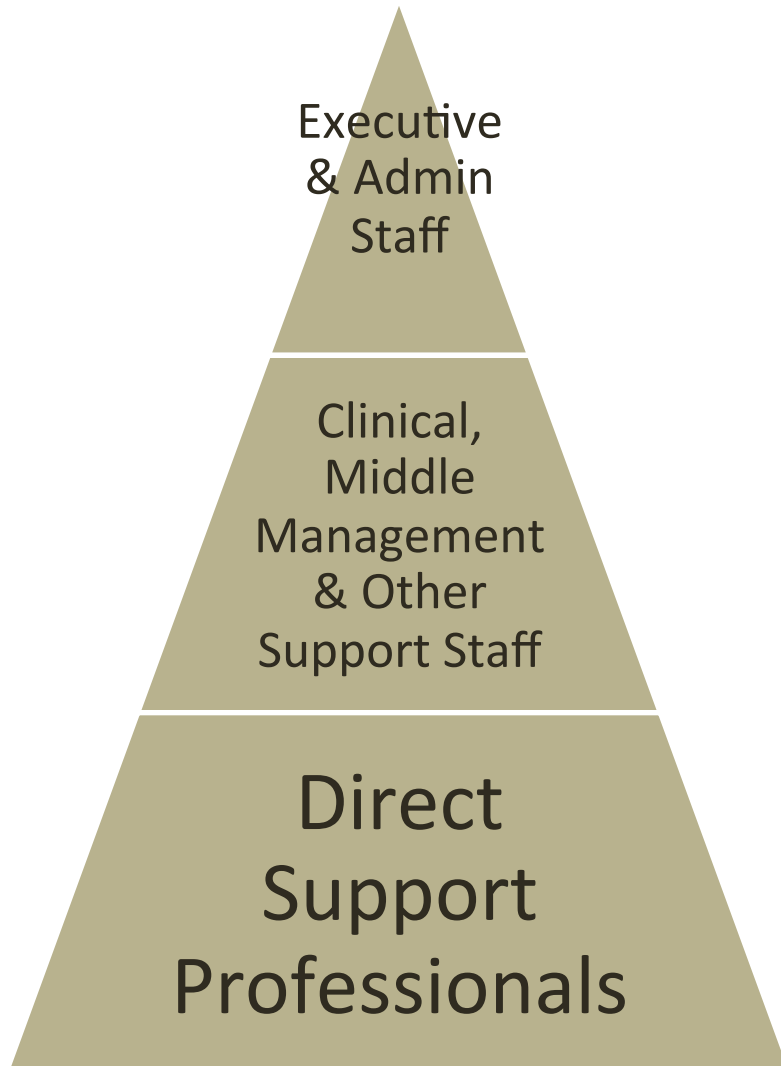 Executive
& Admin
Staff
Clinical,
Middle
Management
& Other
Support Staff
Direct
Support
Professionals